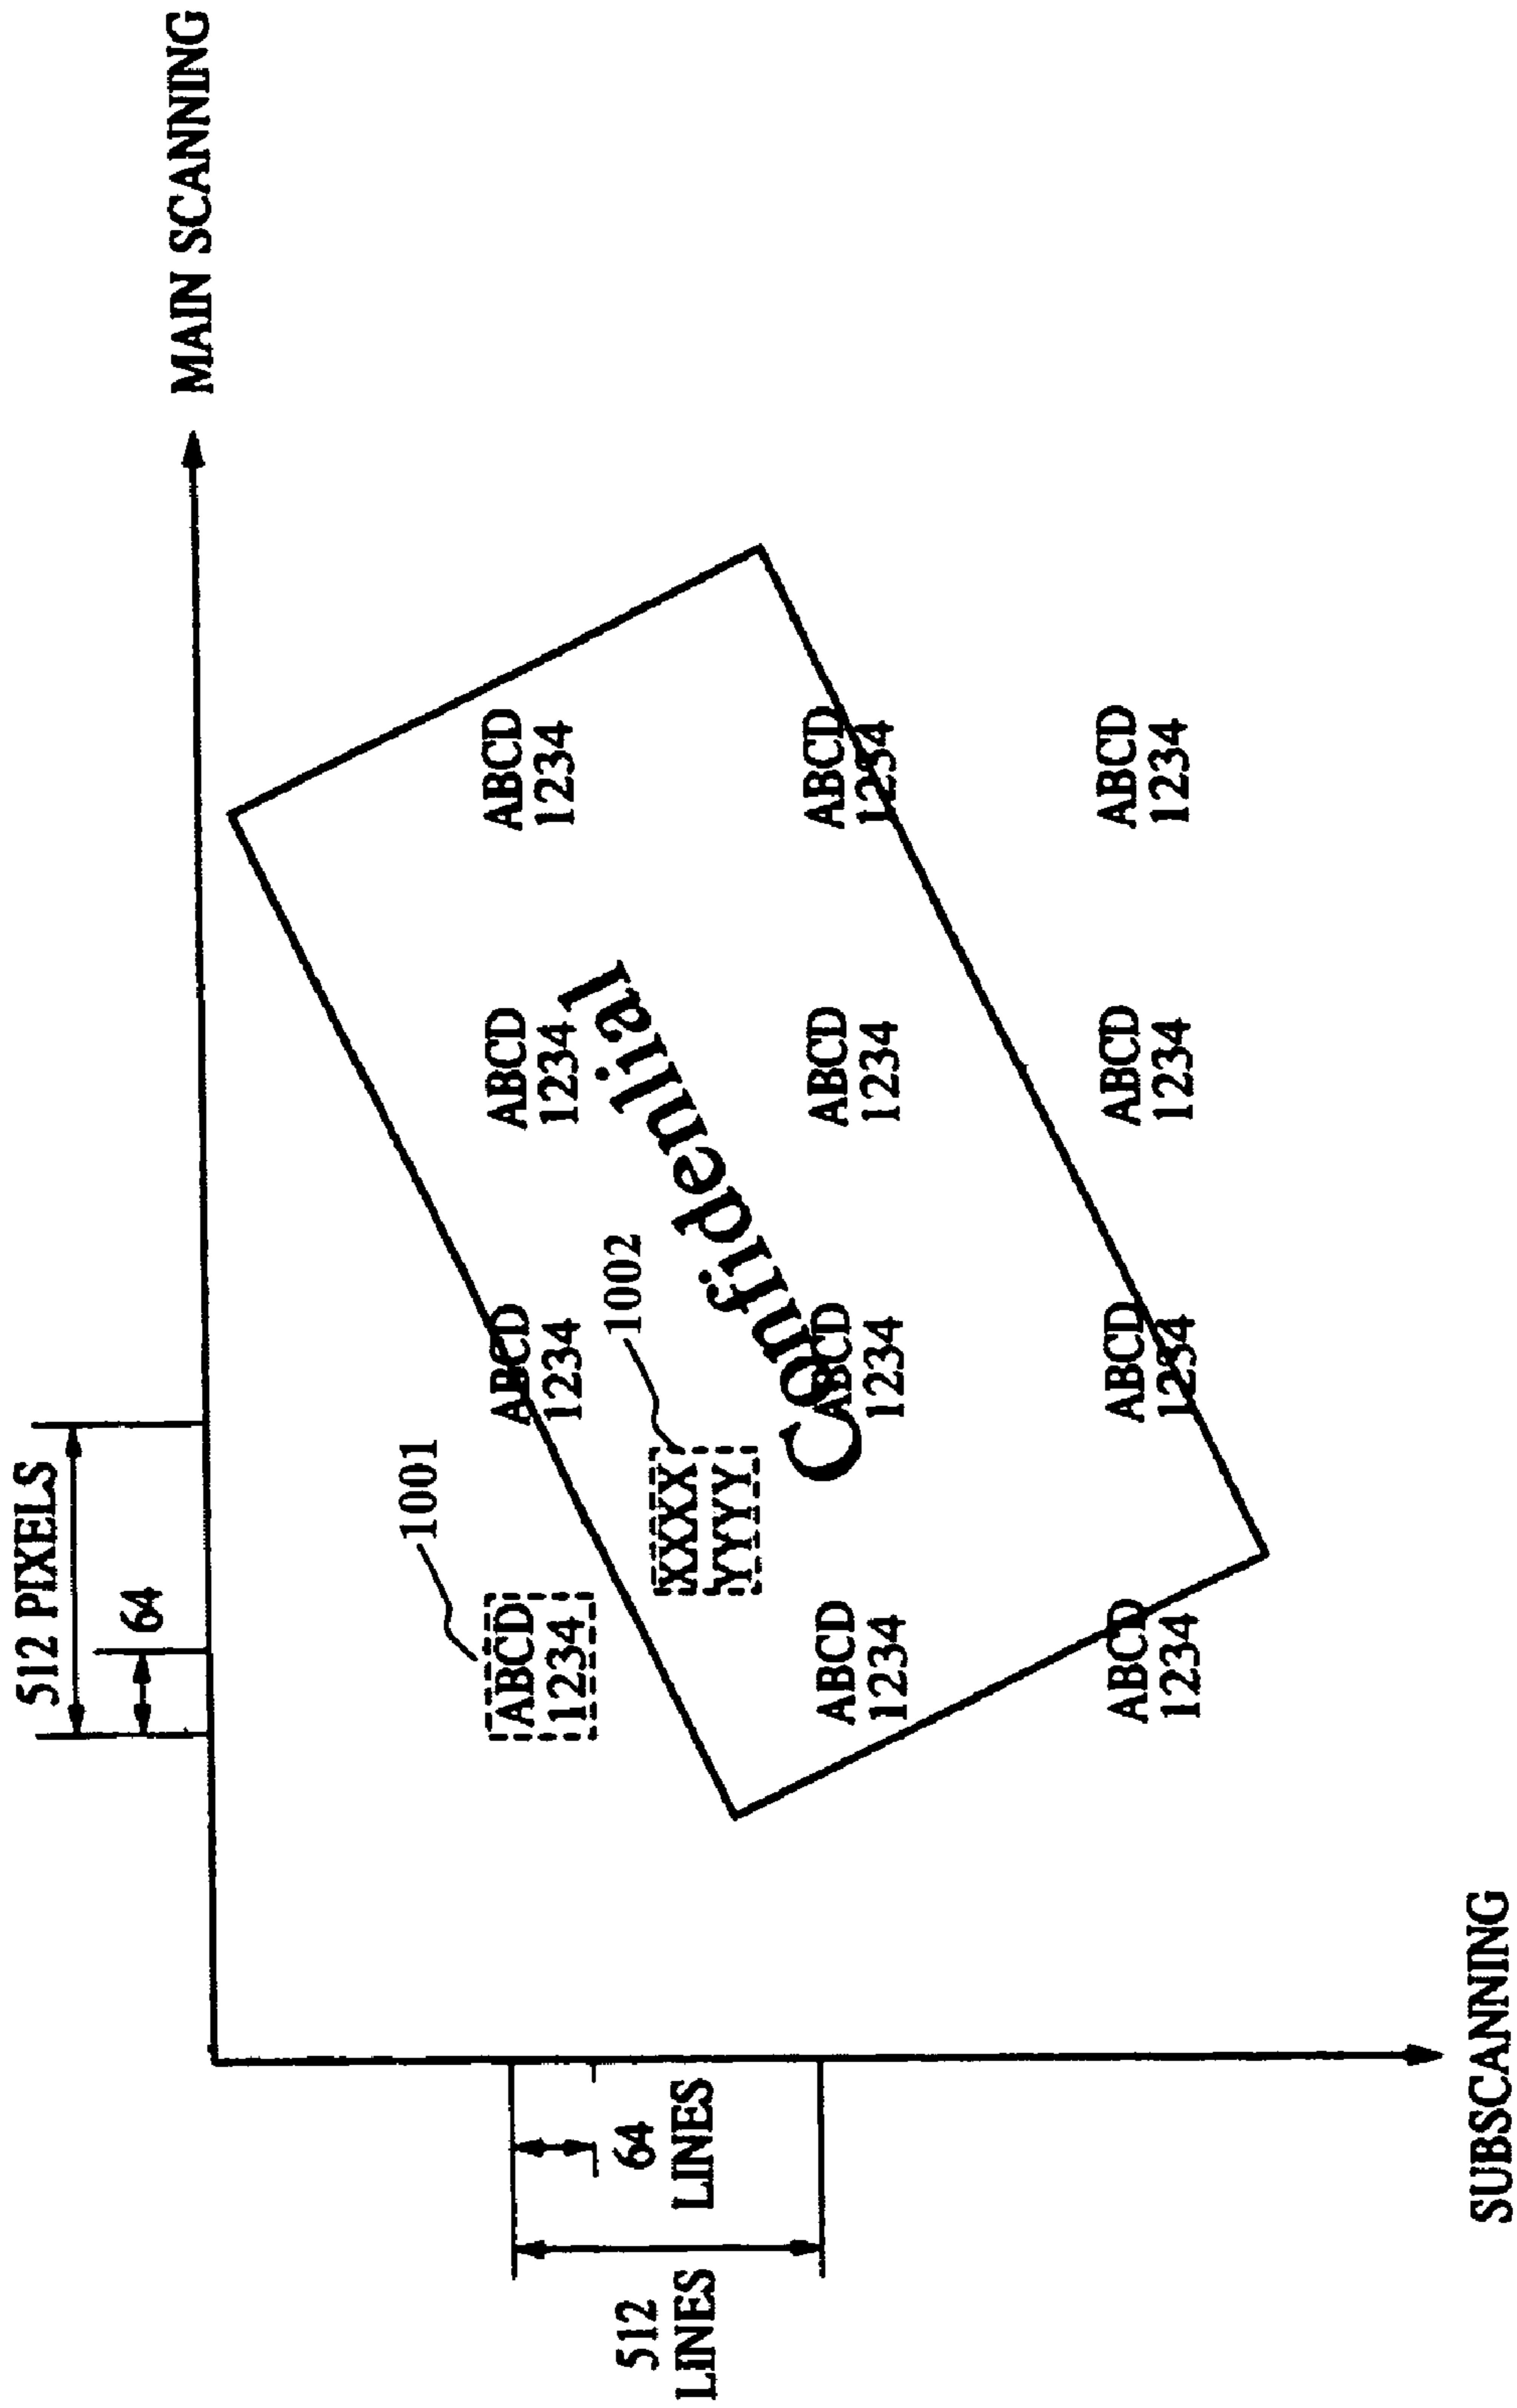 512 PIXELS
64
MAIN SCANNING
1001
ABCD ABCD ABCD ABCD
1234 1234 1234 1234
1002
XXXX
YYYY
512
LINES
64
LINES
Confidential
ABCD ABCD ABCD ABCD
1234 1234 1234 1234
ABCD ABCD ABCD ABCD
1234 1234 1234 1234
SUBSCANNING